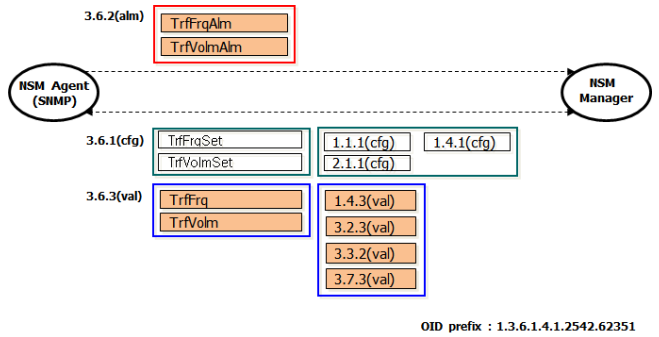 3.6.2(alm)
TrfFrqAlm
TrfVolmAlm
NSM Agent
(SNMP)
NSM
Manager
3.6.1(cfg)
TrfFrqSet
TrfVolmSet
1.1.1(cfg)
1.4.1(cfg)
2.1.1(cfg)
3.6.3(val)
TrfFrq
TrfVolm
1.4.3(val)
3.2.3(val)
3.3.2(val)
3.7.3(val)
OID prefix : 1.3.6.1.4.1.2542.62351